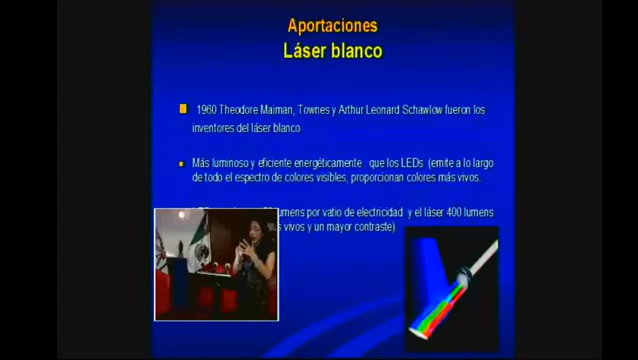 Aportaciones
Láser blanco
1960 Theodore Maiman, Townes y Arthur Leonard Schawlow fueron los
inventores del láser blanco
Más luminoso y eficiente energéticamente que los LEDs (emite a lo largo
de todo el espectro de colores visibles, proporcionan colores más vivos.
lumens por vatio de electricidad y el láser 400 lumens
vivos y un mayor contraste)